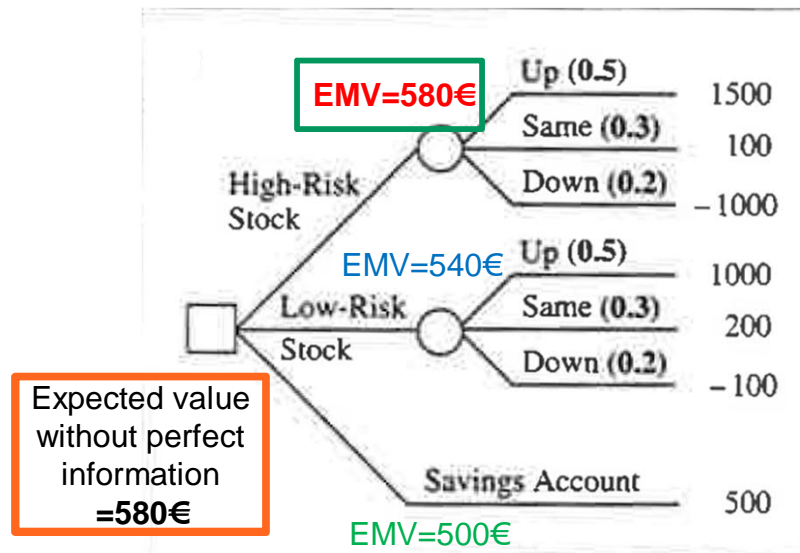 EMV=580€
Up (0.5)
1500
Same (0.3)
100
High-Risk
Stock
Down (0.2)
-1000
EMV=540€
Up (0.5)
1000
Low-Risk
Stock
Same (0.3)
200
Down (0.2)
-100
Expected value
without perfect
information
=580€
Savings Account
500
EMV=500€